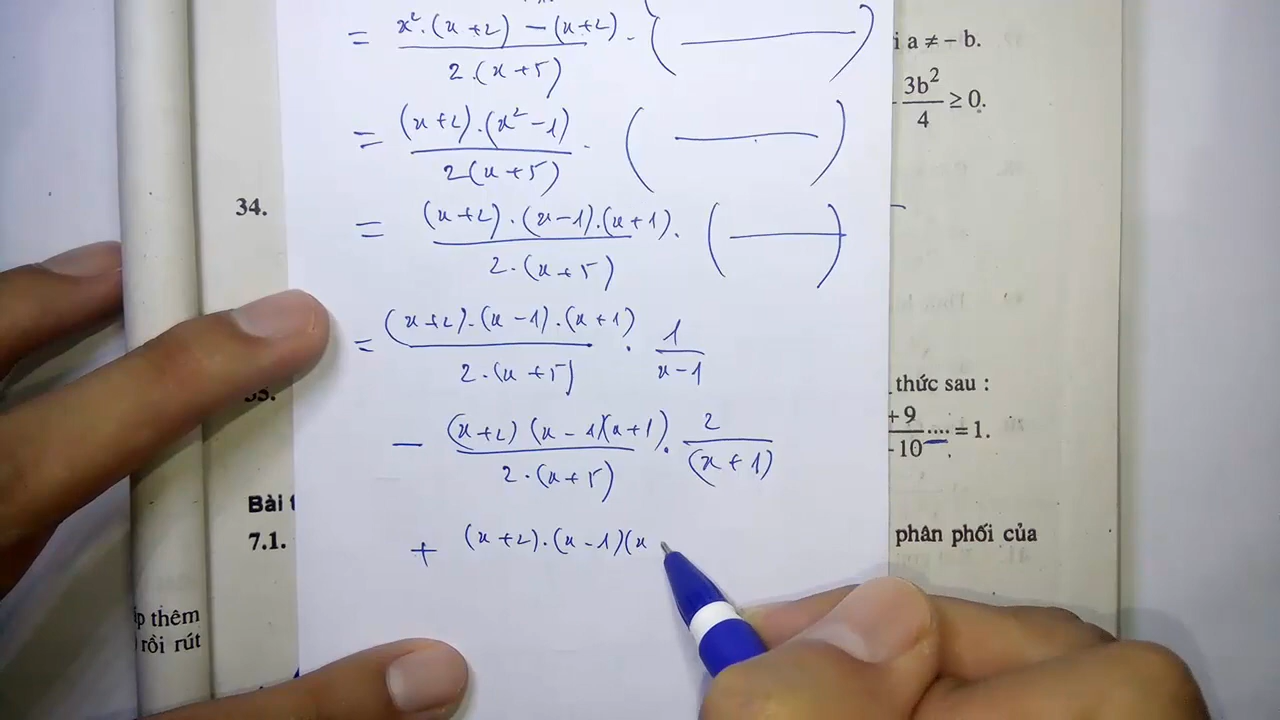 = x².(x+2) – (x+2) / 2.(x+5) . ( —— )
= (x+2).(x²–1) / 2(x+5) . ( —— )
= (x+2).(x–1).(x+1) / 2.(x+5) . ( —— )
= (x+2).(x–1).(x+1) / 2.(x+5) . 1 / x–1
– (x+2)(x–1)(x+1) / 2.(x+5) . 2 / (x+1)
+ (x+2).(x–1)(x
34.
Bài
7.1.
thêm
rồi rút
i a ≠ – b.
3b² / 4 ≥ 0.
thức sau :
+9 / –10 .... = 1.
phân phối của